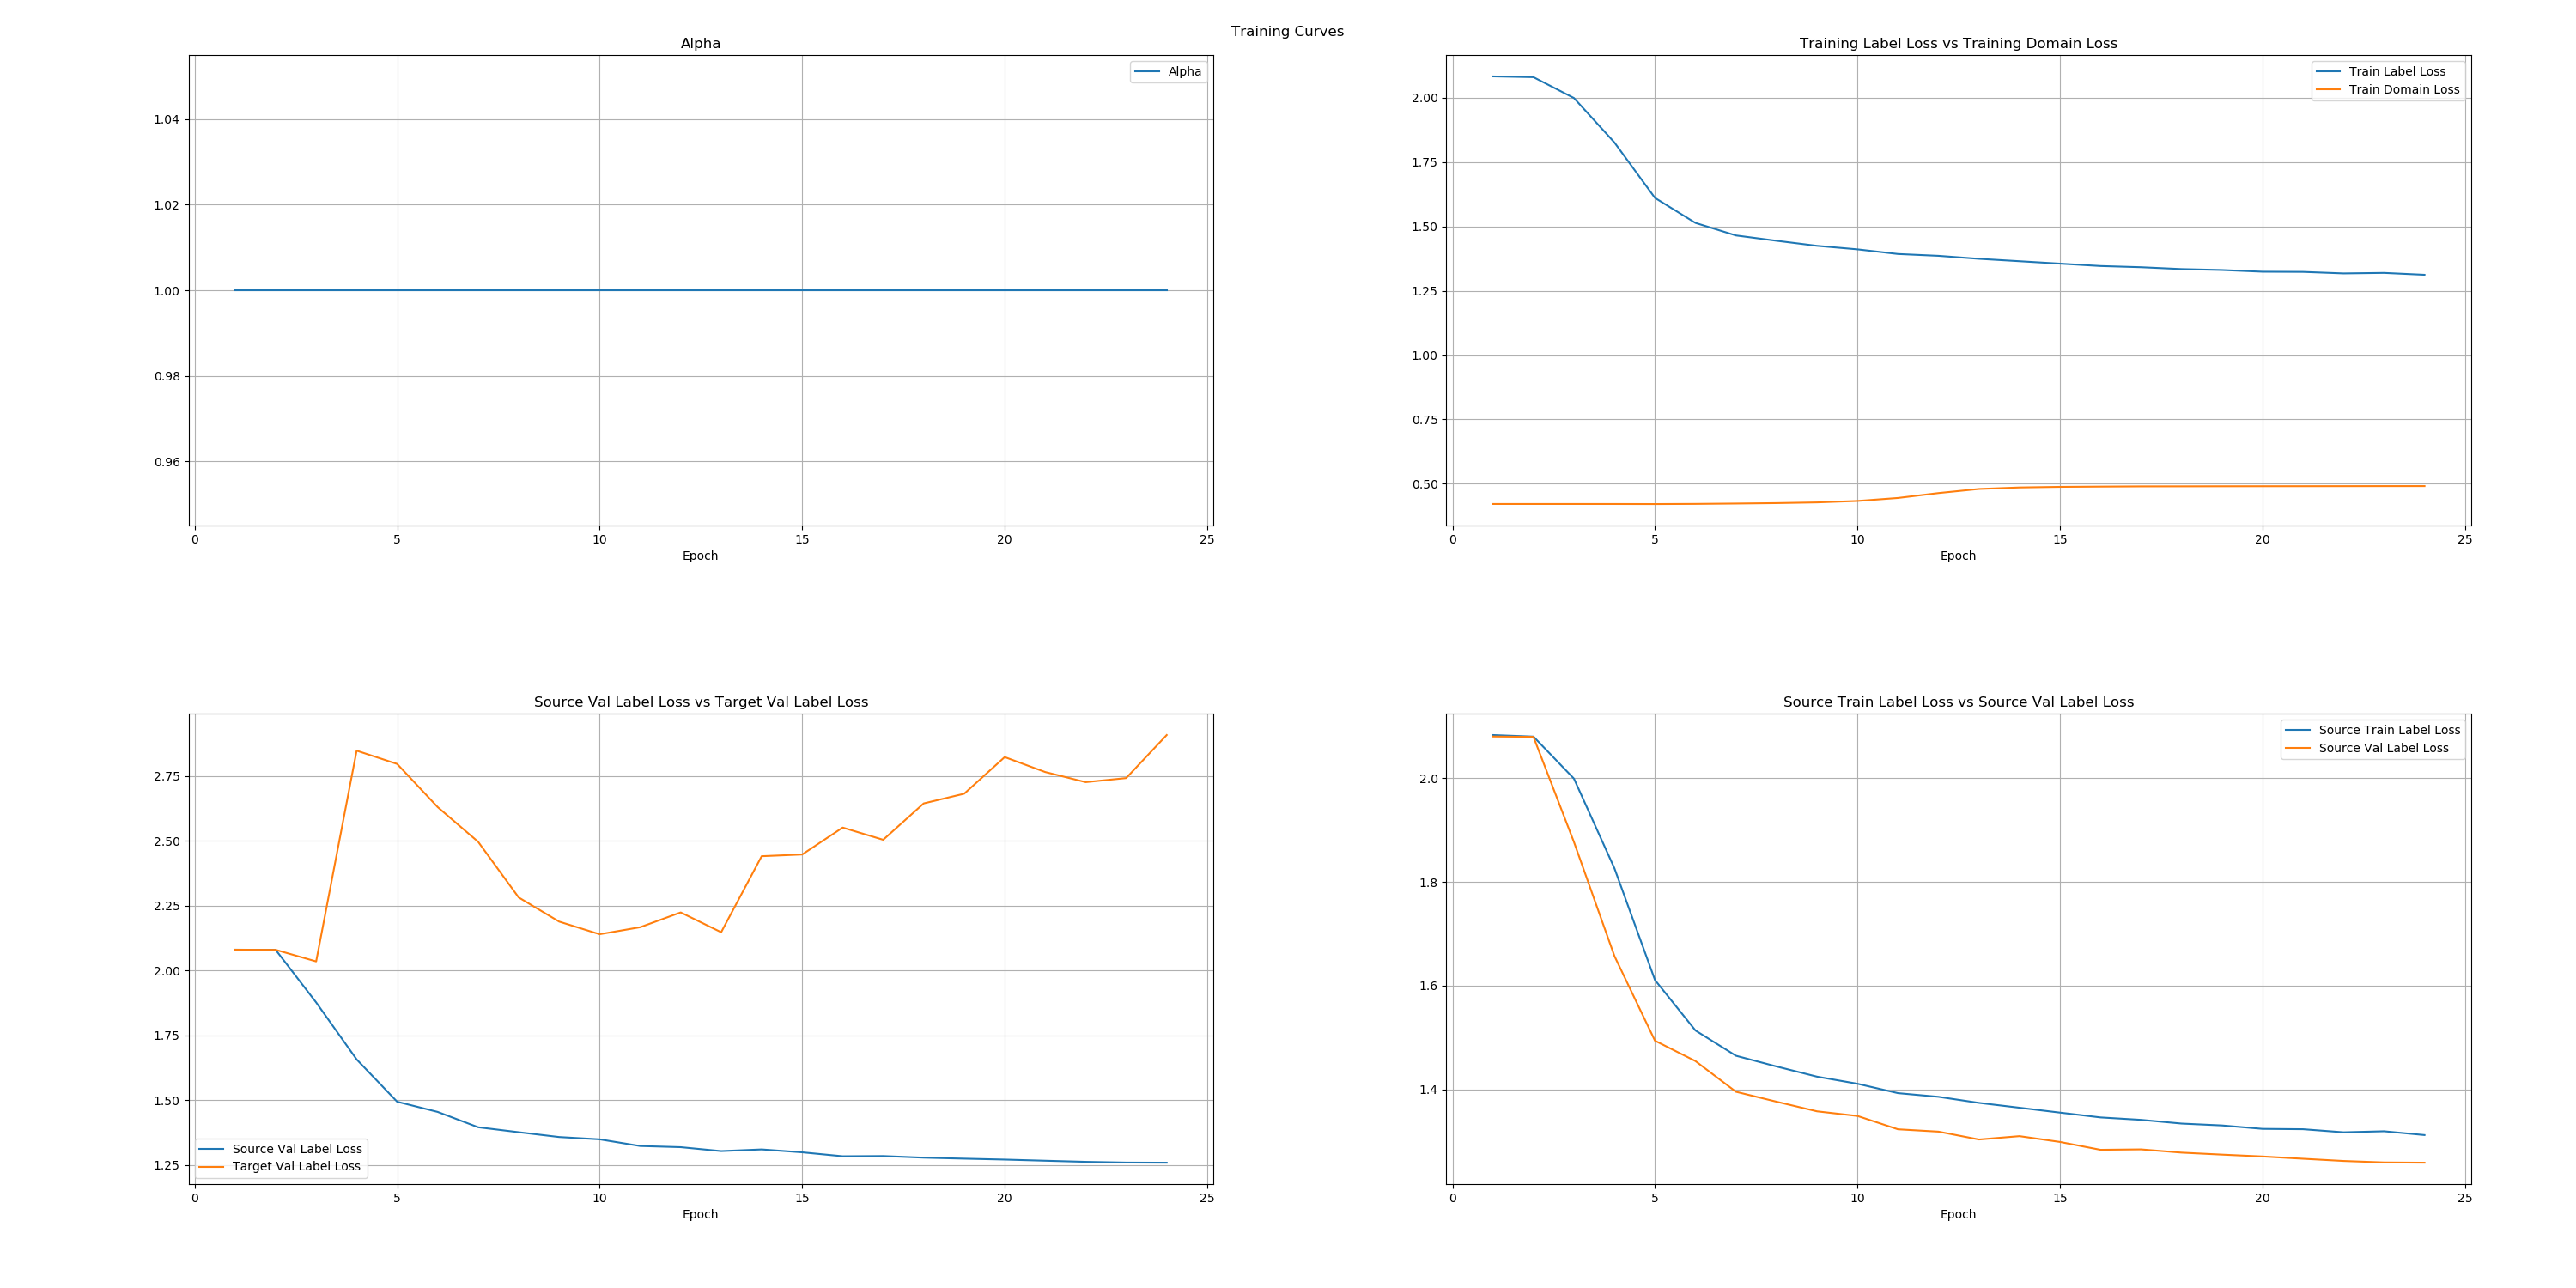 Training Curves
Alpha
Alpha
1.04
1.02
1.00
0.98
0.96
0 5 10 15 20 25
Epoch
Training Label Loss vs Training Domain Loss
Train Label Loss
Train Domain Loss
2.00
1.75
1.50
1.25
1.00
0.75
0.50
0 5 10 15 20 25
Epoch
Source Val Label Loss vs Target Val Label Loss
2.75
2.50
2.25
2.00
1.75
1.50
1.25
Source Val Label Loss
Target Val Label Loss
0 5 10 15 20 25
Epoch
Source Train Label Loss vs Source Val Label Loss
Source Train Label Loss
Source Val Label Loss
2.0
1.8
1.6
1.4
0 5 10 15 20 25
Epoch